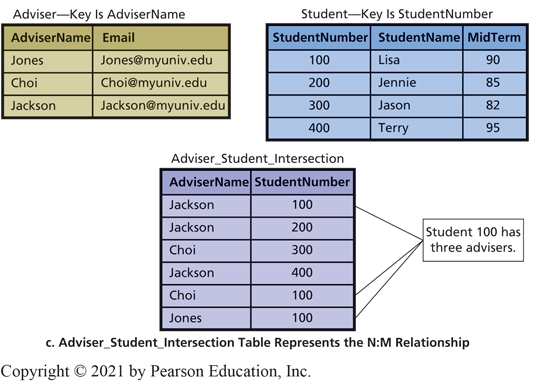 Adviser—Key Is AdviserName
AdviserName Email
Jones Jones@myuniv.edu
Choi Choi@myuniv.edu
Jackson Jackson@myuniv.edu
Student—Key Is StudentNumber
StudentNumber StudentName MidTerm
100 Lisa 90
200 Jennie 85
300 Jason 82
400 Terry 95
Adviser_Student_Intersection
AdviserName StudentNumber
Jackson 100
Jackson 200
Choi 300
Jackson 400
Choi 100
Jones 100
Student 100 has
three advisers.
c. Adviser_Student_Intersection Table Represents the N:M Relationship
Copyright © 2021 by Pearson Education, Inc.